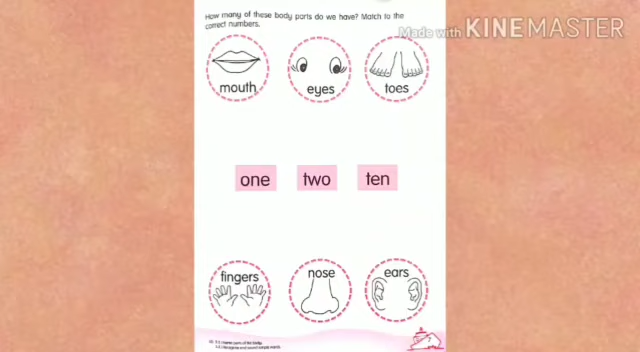 How many of these body parts do we have? Match to the
correct numbers.
Made with KINEMASTER
mouth
eyes
toes
one
two
ten
fingers
nose
ears